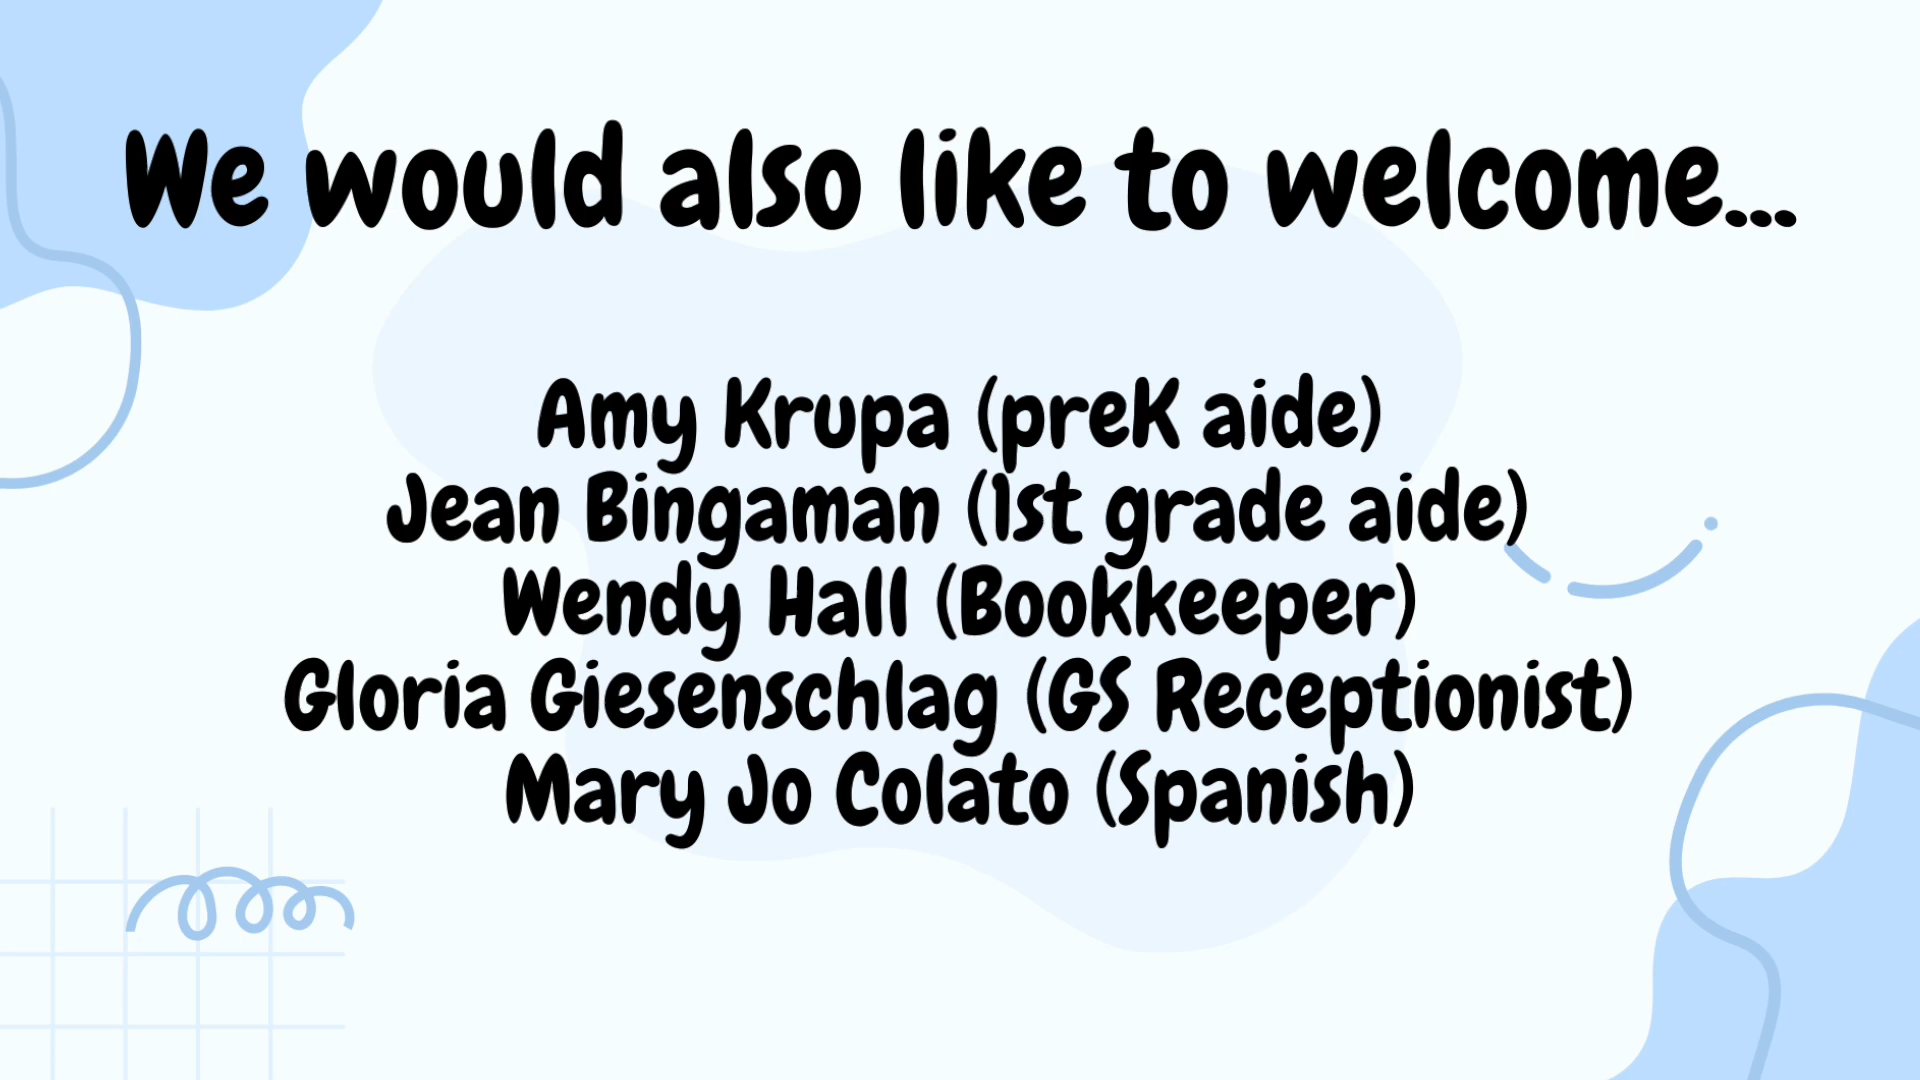 We would also like to welcome...
Amy Krupa (preK aide)
Jean Bingaman (1st grade aide)
Wendy Hall (Bookkeeper)
Gloria Giesenschlag (GS Receptionist)
Mary Jo Colato (Spanish)